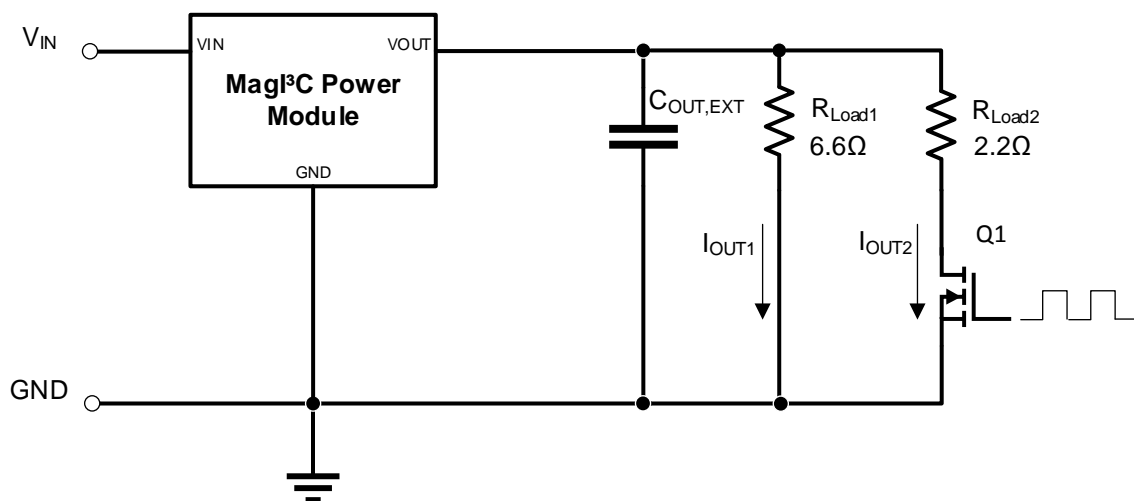 VIN
VIN
VOUT
MagI³C Power
Module
GND
COUT,EXT
RLoad1
6.6Ω
RLoad2
2.2Ω
IOUT1
IOUT2
Q1
GND